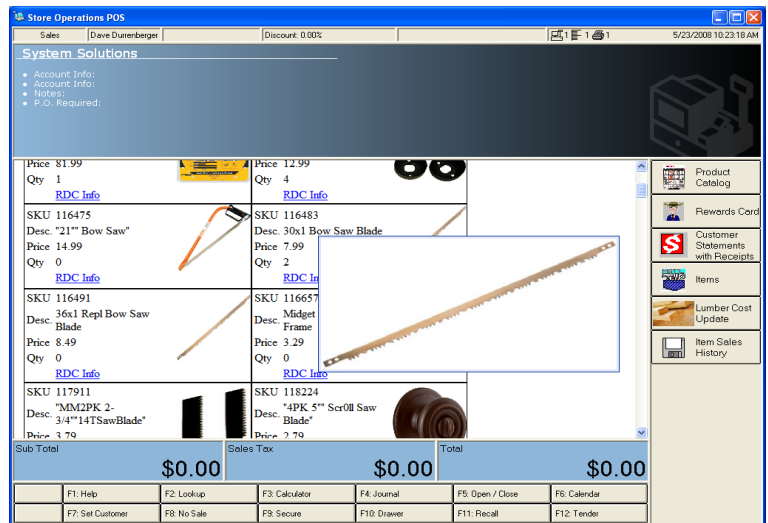 Store Operations POS
Sales Dave Durrenberger Discount: 0.00% 1 1 1 5/23/2008 10:23:18 AM
System Solutions
• Account Info:
• Account Info:
• Notes:
• P.O. Required:
Price 81.99
Qty 1
RDC Info
Price 12.99
Qty 4
RDC Info
SKU 116475
Desc. "21"" Bow Saw"
Price 14.99
Qty 0
RDC Info
SKU 116483
Desc. 30x1 Bow Saw Blade
Price 7.99
Qty 2
RDC In
SKU 116491
Desc. 36x1 Repl Bow Saw
Blade
Price 8.49
Qty 0
RDC Info
SKU 116657
Desc. Midget
Frame
Price 3.29
Qty 0
RDC Info
SKU 117911
Desc. "MM2PK 2-
3/4""14TSawBlade"
Price 3.79
SKU 118224
Desc. "4PK 5"" Scr0ll Saw
Blade"
Price 2.79
Product
Catalog
Rewards Card
Customer
Statements
with Receipts
Items
Lumber Cost
Update
Item Sales
History
Sub Total Sales Tax Total
$0.00 $0.00 $0.00
F1: Help F2: Lookup F3: Calculator F4: Journal F5: Open / Close F6: Calendar
F7: Set Customer F8: No Sale F9: Secure F10: Drawer F11: Recall F12: Tender